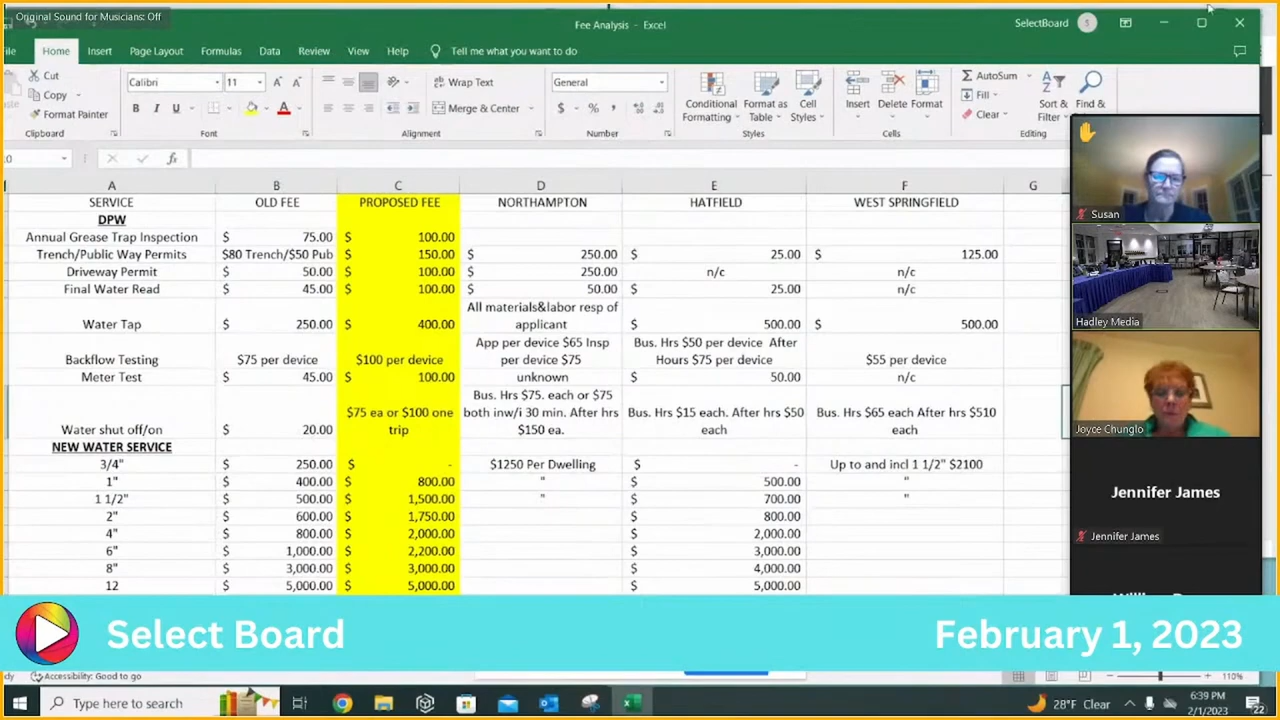 Original Sound for Musicians: Off
Fee Analysis - Excel
SelectBoard
S
File Home Insert Page Layout Formulas Data Review View Help Tell me what you want to do
Cut
Copy
Format Painter
Calibri 11
Wrap Text
Merge & Center
General
Conditional Formatting
Format as Table
Cell Styles
Insert Delete Format
AutoSum
Fill
Clear
Sort & Filter
Find &
Clipboard Font Alignment Number Styles Cells Editing
A B C D E F G
SERVICE OLD FEE PROPOSED FEE NORTHAMPTON HATFIELD WEST SPRINGFIELD
DPW
Annual Grease Trap Inspection $ 75.00 $ 100.00
Trench/Public Way Permits $80 Trench/$50 Pub $ 150.00 $ 250.00 $ 25.00 $ 125.00
Driveway Permit $ 50.00 $ 100.00 $ 250.00 n/c n/c
Final Water Read $ 45.00 $ 100.00 $ 50.00 $ 25.00 n/c
Water Tap $ 250.00 $ 400.00 All materials&labor resp of applicant $ 500.00 $ 500.00
Backflow Testing $75 per device $100 per device App per device $65 Insp per device $75 Bus. Hrs $50 per device After Hours $75 per device $55 per device
Meter Test $ 45.00 $ 100.00 unknown $ 50.00 n/c
Water shut off/on $ 20.00 $75 ea or $100 one trip Bus. Hrs $75. each or $75 both inw/i 30 min. After hrs $150 ea. Bus. Hrs $15 each. After hrs $50 each Bus. Hrs $65 each After hrs $510 each
NEW WATER SERVICE
3/4" $ 250.00 $ - $1250 Per Dwelling $ - Up to and incl 1 1/2" $2100
1" $ 400.00 $ 800.00 " $ 500.00 "
1 1/2" $ 500.00 $ 1,500.00 " $ 700.00 "
2" $ 600.00 $ 1,750.00 $ 800.00
4" $ 800.00 $ 2,000.00 $ 2,000.00
6" $ 1,000.00 $ 2,200.00 $ 3,000.00
8" $ 3,000.00 $ 3,000.00 $ 4,000.00
12 $ 5,000.00 $ 5,000.00 $ 5,000.00
Susan
Hadley Media
Joyce Chunglo
Jennifer James
Jennifer James
Select Board
February 1, 2023
Accessibility: Good to go
110%
Type here to search
28°F Clear
6:39 PM
2/1/2023
22